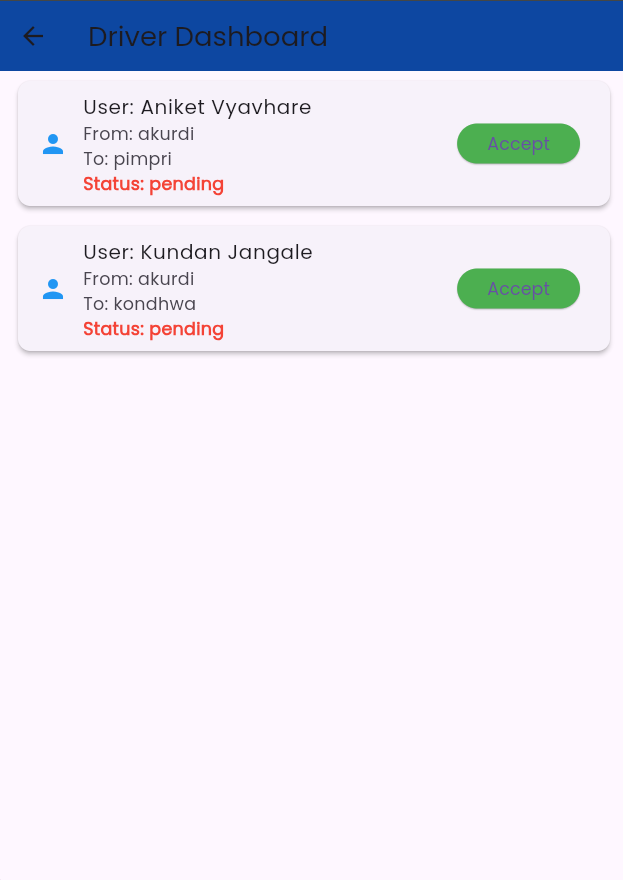 Driver Dashboard
User: Aniket Vyavhare
From: akurdi
To: pimpri
Status: pending
Accept
User: Kundan Jangale
From: akurdi
To: kondhwa
Status: pending
Accept